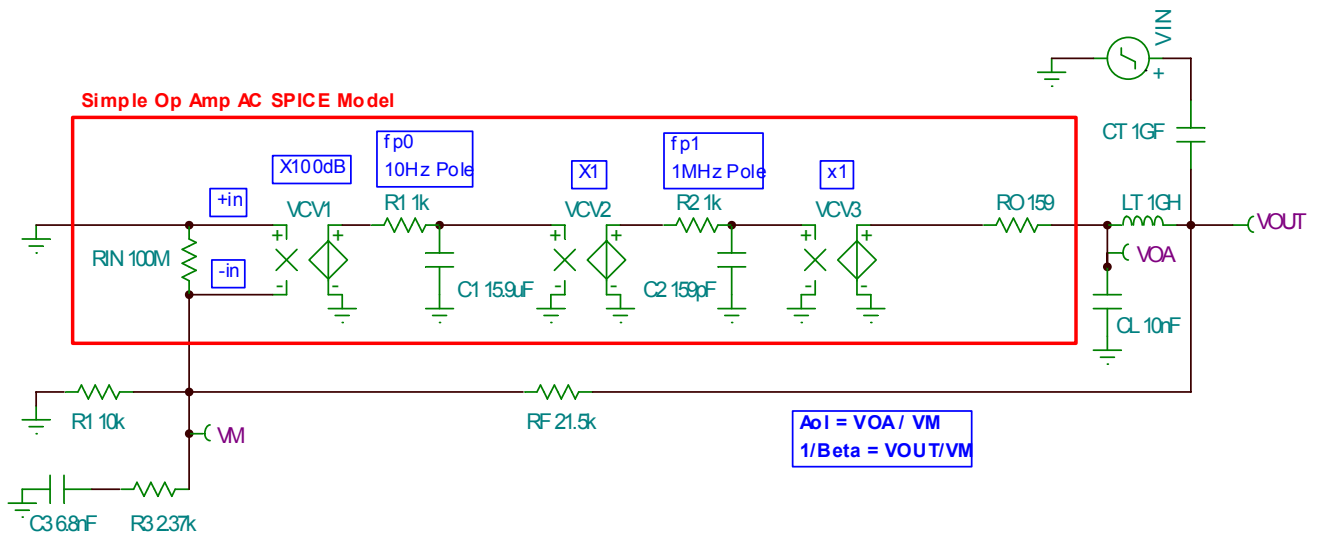 VIN
+
Simple Op Amp AC SPICE Model
CT 1GF
fp0
10Hz Pole
fp1
1MHz Pole
X100dB
X1
x1
+in
VCV1
R1 1k
VCV2
R2 1k
VCV3
RO 159
LT 1GH
VOUT
+ + + + + +
RIN 100M
VOA
-in
- - - - - -
C1 15.9uF
C2 159pF
CL 10nF
R1 10k
RF 21.5k
VM
Aol = VOA / VM
1/Beta = VOUT/VM
C3 6.8nF
R3 2.37k